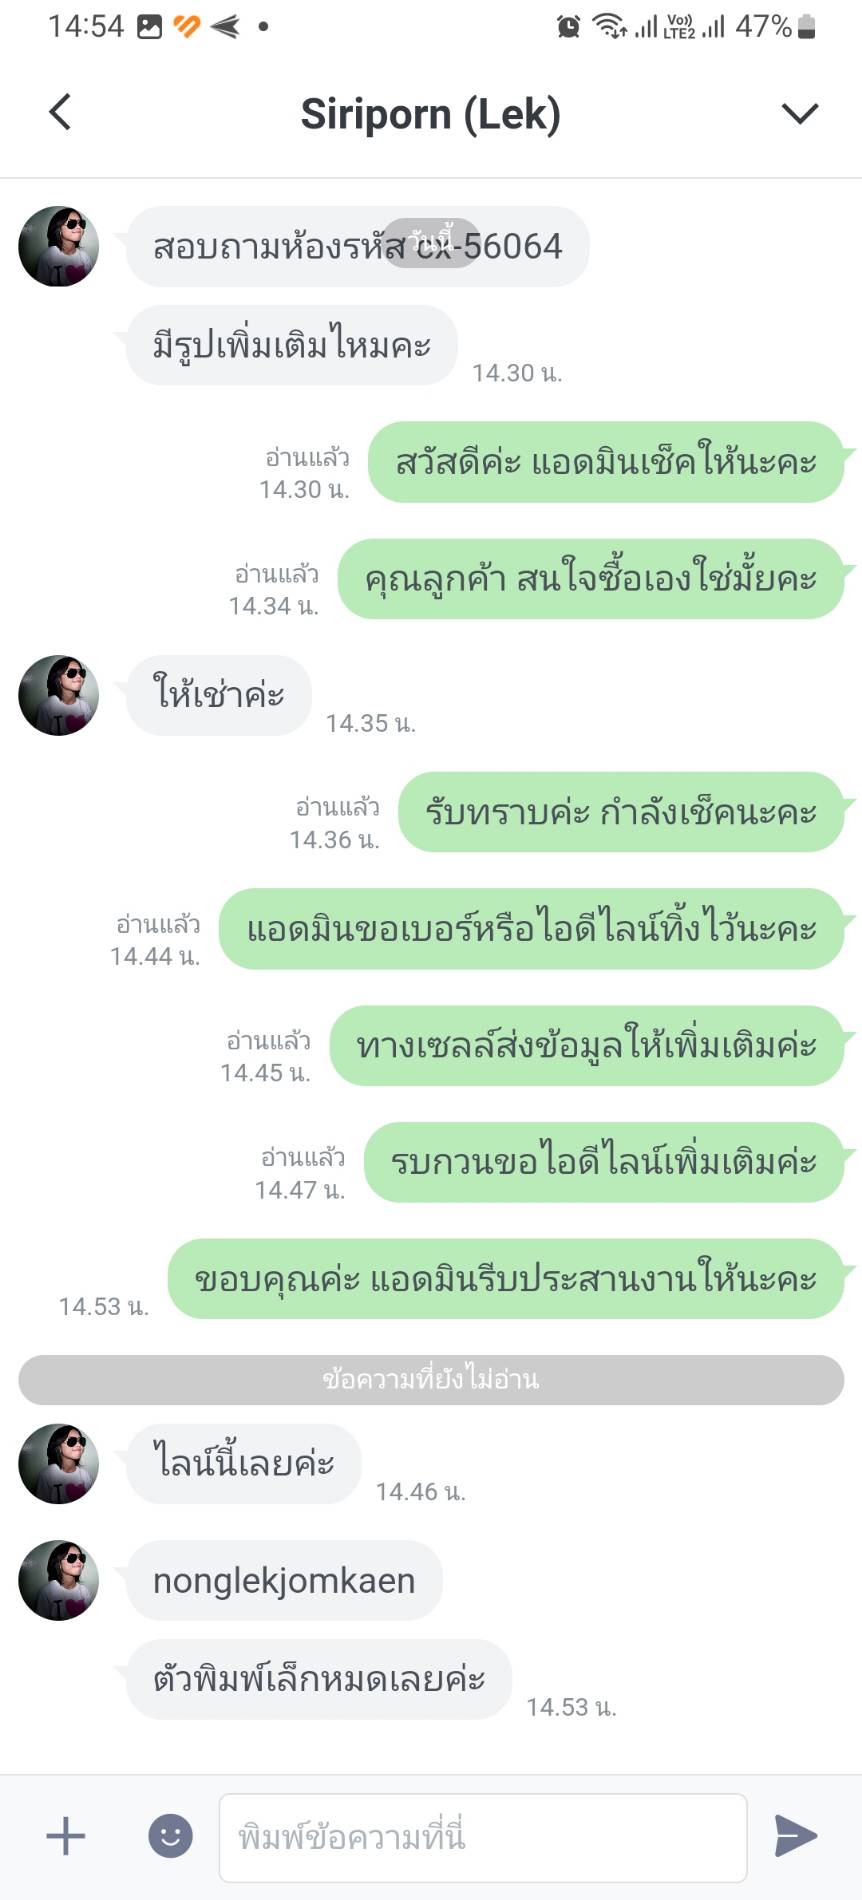 14:54
Vo))
LTE2
47%
Siriporn (Lek)
วันนี้
สอบถามห้องรหัส cx-56064
มีรูปเพิ่มเติมไหมคะ
14.30 น.
อ่านแล้ว
14.30 น.
สวัสดีค่ะ แอดมินเช็คให้นะคะ
อ่านแล้ว
14.34 น.
คุณลูกค้า สนใจซื้อเองใช่มั้ยคะ
ให้เช่าค่ะ
14.35 น.
อ่านแล้ว
14.36 น.
รับทราบค่ะ กำลังเช็คนะคะ
อ่านแล้ว
14.44 น.
แอดมินขอเบอร์หรือไอดีไลน์ทิ้งไว้นะคะ
อ่านแล้ว
14.45 น.
ทางเซลล์ส่งข้อมูลให้เพิ่มเติมค่ะ
อ่านแล้ว
14.47 น.
รบกวนขอไอดีไลน์เพิ่มเติมค่ะ
14.53 น.
ขอบคุณค่ะ แอดมินรีบประสานงานให้นะคะ
ข้อความที่ยังไม่อ่าน
ไลน์นี้เลยค่ะ
14.46 น.
nonglekjomkaen
ตัวพิมพ์เล็กหมดเลยค่ะ
14.53 น.
พิมพ์ข้อความที่นี่